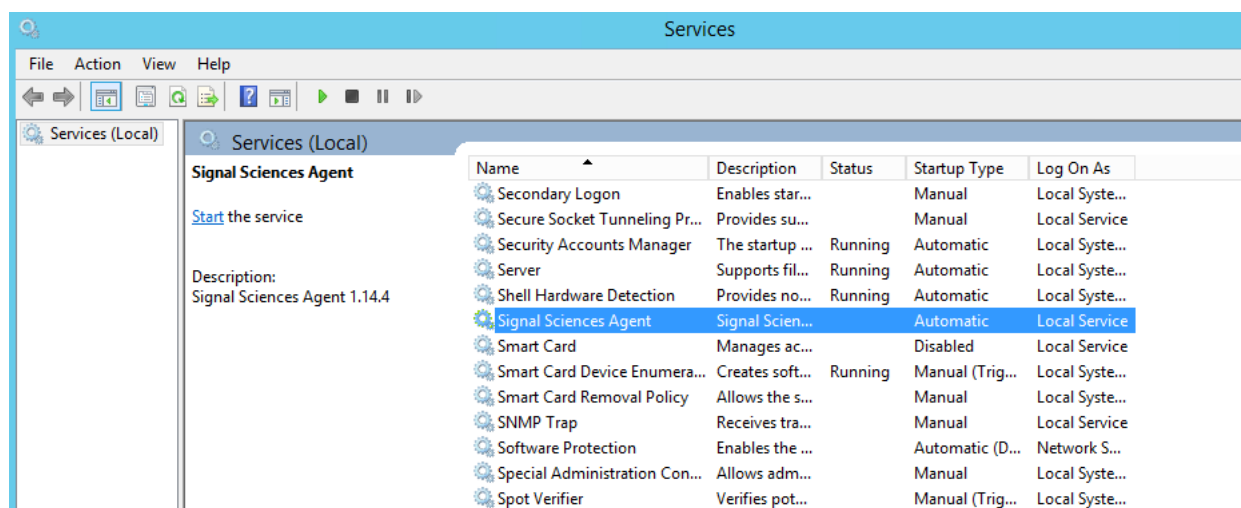 Services
File Action View Help
Services (Local)
Services (Local)
Signal Sciences Agent
Start the service
Description:
Signal Sciences Agent 1.14.4
Name Description Status Startup Type Log On As
Secondary Logon Enables star... Manual Local Syste...
Secure Socket Tunneling Pr... Provides su... Manual Local Service
Security Accounts Manager The startup ... Running Automatic Local Syste...
Server Supports fil... Running Automatic Local Syste...
Shell Hardware Detection Provides no... Running Automatic Local Syste...
Signal Sciences Agent Signal Scien... Automatic Local Service
Smart Card Manages ac... Disabled Local Service
Smart Card Device Enumera... Creates soft... Running Manual (Trig... Local Syste...
Smart Card Removal Policy Allows the s... Manual Local Syste...
SNMP Trap Receives tra... Manual Local Service
Software Protection Enables the ... Automatic (D... Network S...
Special Administration Con... Allows adm... Manual Local Syste...
Spot Verifier Verifies pot... Manual (Trig... Local Syste...